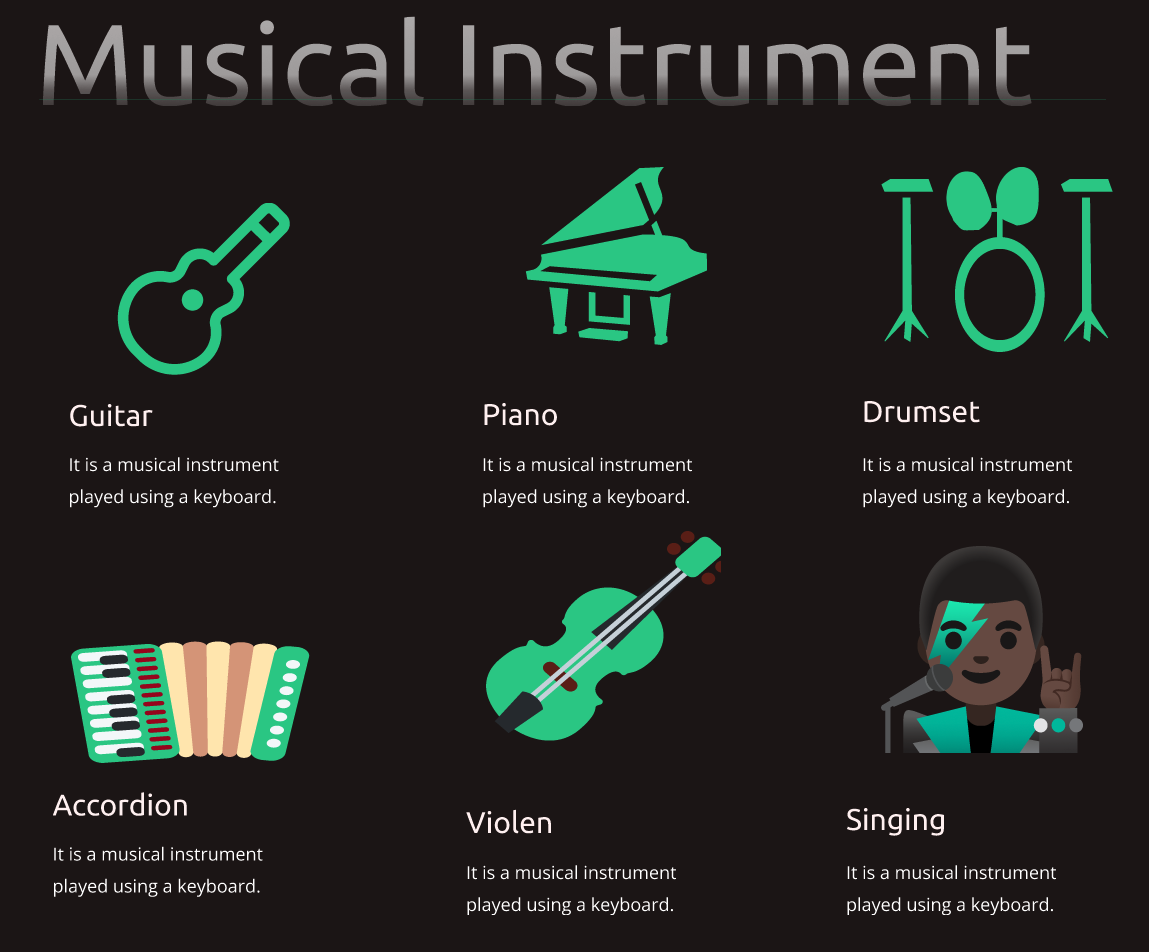 Musical Instrument
Guitar
It is a musical instrument
played using a keyboard.
Piano
It is a musical instrument
played using a keyboard.
Drumset
It is a musical instrument
played using a keyboard.
Accordion
It is a musical instrument
played using a keyboard.
Violen
It is a musical instrument
played using a keyboard.
Singing
It is a musical instrument
played using a keyboard.